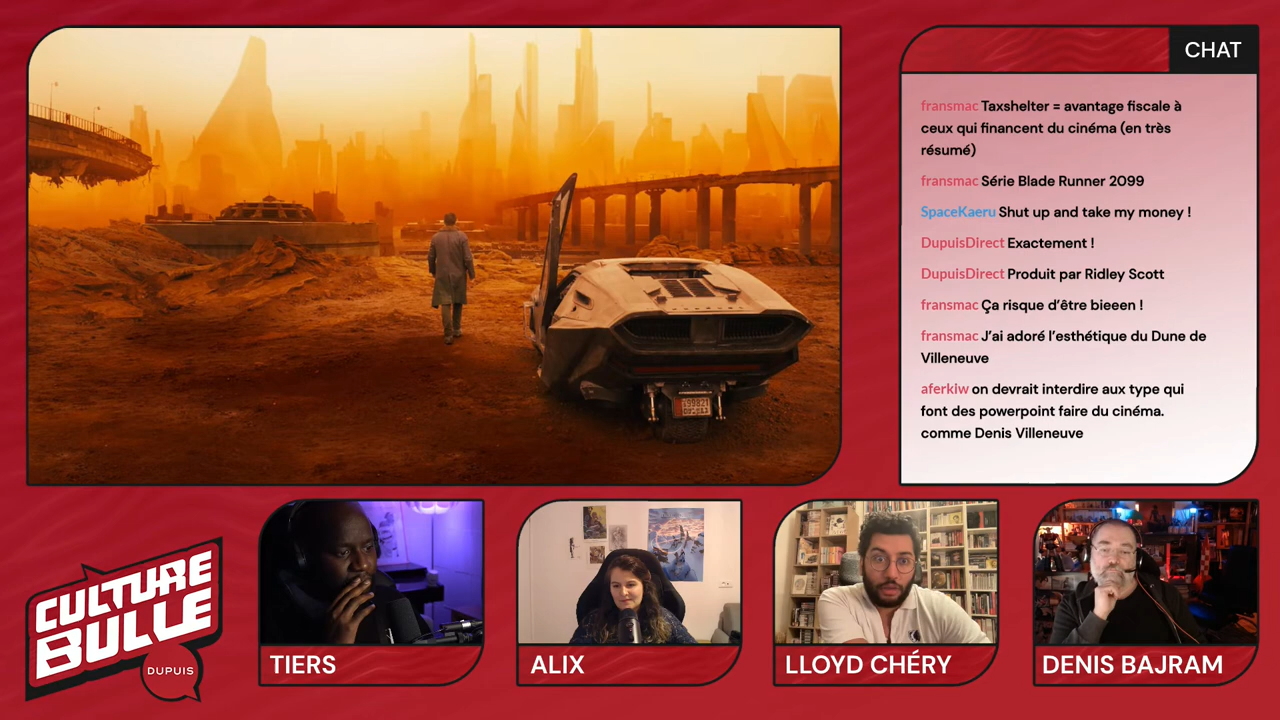 CHAT
fransmac Taxshelter = avantage fiscale à
ceux qui financent du cinéma (en très
résumé)
fransmac Série Blade Runner 2099
SpaceKaeru Shut up and take my money !
DupuisDirect Exactement !
DupuisDirect Produit par Ridley Scott
fransmac Ça risque d'être bieeen !
fransmac J'ai adoré l'esthétique du Dune de
Villeneuve
aferkiw on devrait interdire aux type qui
font des powerpoint faire du cinéma.
comme Denis Villeneuve
CULTURE
BULLE
DUPUIS
TIERS
ALIX
LLOYD CHÉRY
DENIS BAJRAM